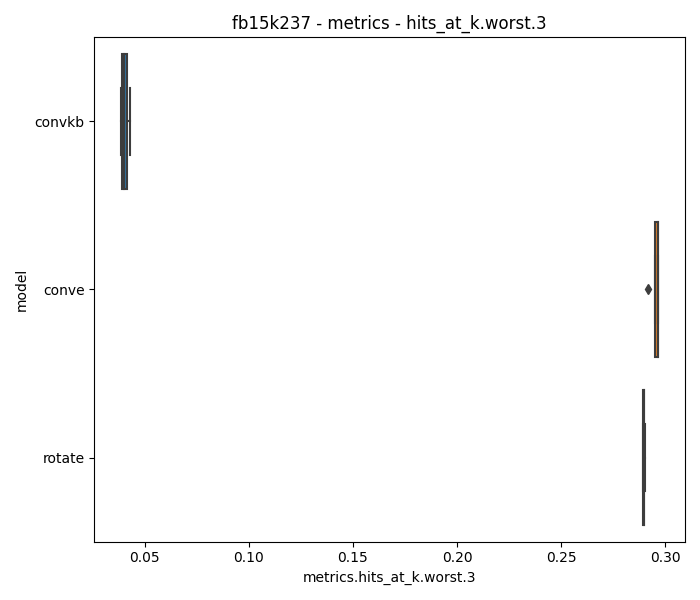 fb15k237 - metrics - hits_at_k.worst.3
convkb
conve
rotate
model
0.05 0.10 0.15 0.20 0.25 0.30
metrics.hits_at_k.worst.3